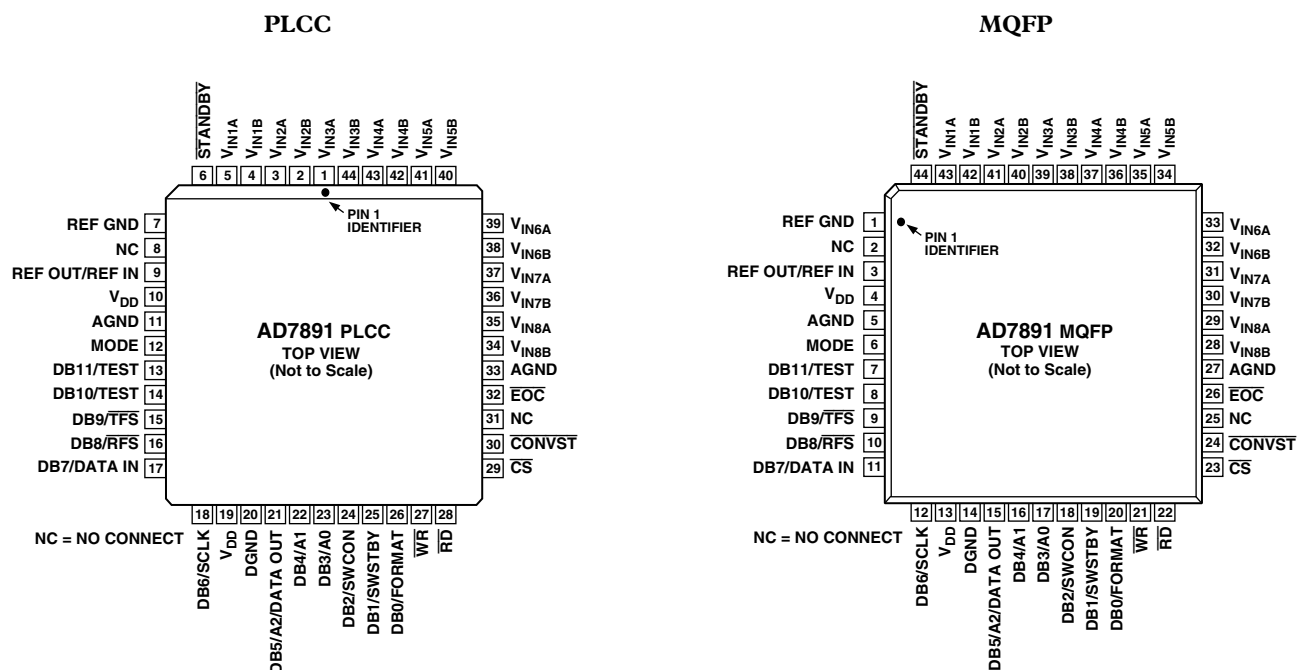 PLCC
STANDBY
VIN1A
VIN1B
VIN2A
VIN2B
VIN3A
VIN3B
VIN4A
VIN4B
VIN5A
VIN5B
6 5 4 3 2 1 44 43 42 41 40
PIN 1
IDENTIFIER
REF GND 7
NC 8
REF OUT/REF IN 9
VDD 10
AGND 11
MODE 12
DB11/TEST 13
DB10/TEST 14
DB9/TFS 15
DB8/RFS 16
DB7/DATA IN 17
AD7891 PLCC
TOP VIEW
(Not to Scale)
39 VIN6A
38 VIN6B
37 VIN7A
36 VIN7B
35 VIN8A
34 VIN8B
33 AGND
32 EOC
31 NC
30 CONVST
29 CS
18 19 20 21 22 23 24 25 26 27 28
NC = NO CONNECT
DB6/SCLK
VDD
DGND
DB5/A2/DATA OUT
DB4/A1
DB3/A0
DB2/SWCON
DB1/SWSTBY
DB0/FORMAT
WR
RD
MQFP
STANDBY
VIN1A
VIN1B
VIN2A
VIN2B
VIN3A
VIN3B
VIN4A
VIN4B
VIN5A
VIN5B
44 43 42 41 40 39 38 37 36 35 34
PIN 1
IDENTIFIER
REF GND 1
NC 2
REF OUT/REF IN 3
VDD 4
AGND 5
MODE 6
DB11/TEST 7
DB10/TEST 8
DB9/TFS 9
DB8/RFS 10
DB7/DATA IN 11
AD7891 MQFP
TOP VIEW
(Not to Scale)
33 VIN6A
32 VIN6B
31 VIN7A
30 VIN7B
29 VIN8A
28 VIN8B
27 AGND
26 EOC
25 NC
24 CONVST
23 CS
12 13 14 15 16 17 18 19 20 21 22
NC = NO CONNECT
DB6/SCLK
VDD
DGND
DB5/A2/DATA OUT
DB4/A1
DB3/A0
DB2/SWCON
DB1/SWSTBY
DB0/FORMAT
WR
RD